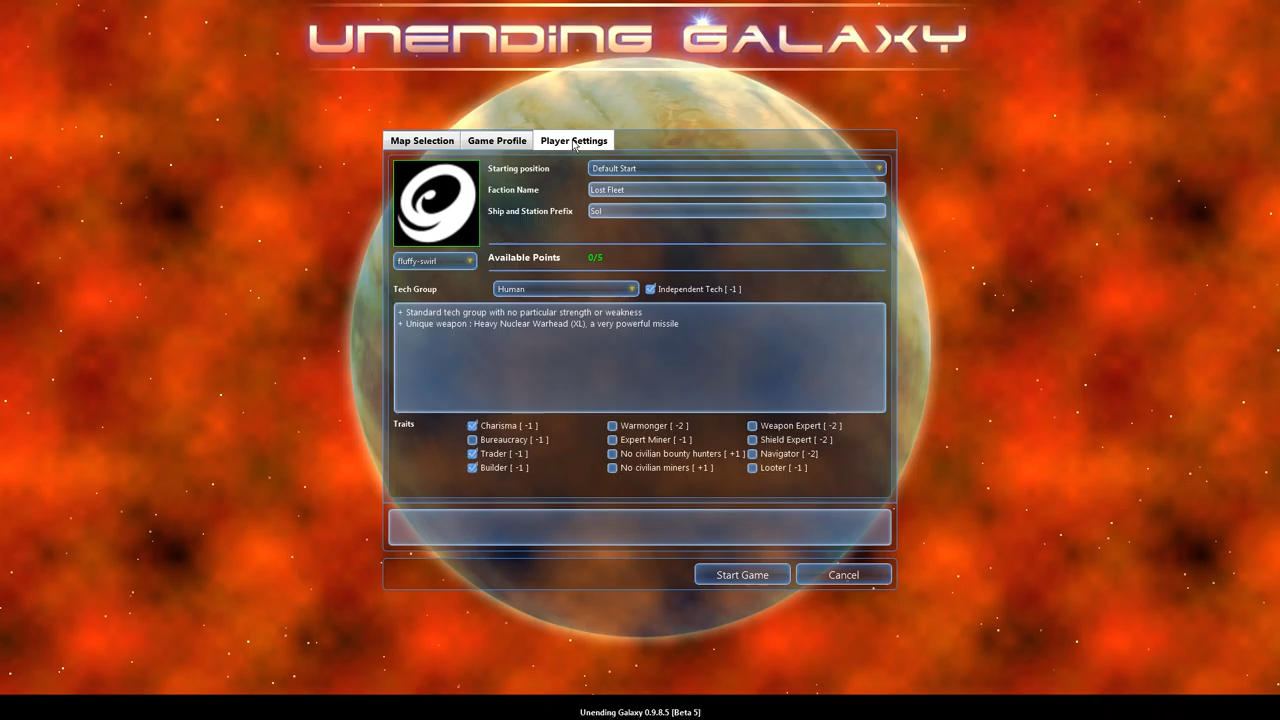 UNENDING GALAXY
Map Selection Game Profile Player Settings
Starting position Default Start
Faction Name Lost Fleet
Ship and Station Prefix Sol
fluffy-swirl Available Points 0/5
Tech Group Human Independent Tech [ -1 ]
+ Standard tech group with no particular strength or weakness
+ Unique weapon : Heavy Nuclear Warhead (XL), a very powerful missile
Traits Charisma [ -1 ] Warmonger [ -2 ] Weapon Expert [ -2 ]
Bureaucracy [ -1 ] Expert Miner [ -1 ] Shield Expert [ -2 ]
Trader [ -1 ] No civilian bounty hunters [ +1 ] Navigator [ -2]
Builder [ -1 ] No civilian miners [ +1 ] Looter [ -1 ]
Start Game Cancel
Unending Galaxy 0.9.8.5 [Beta 5]